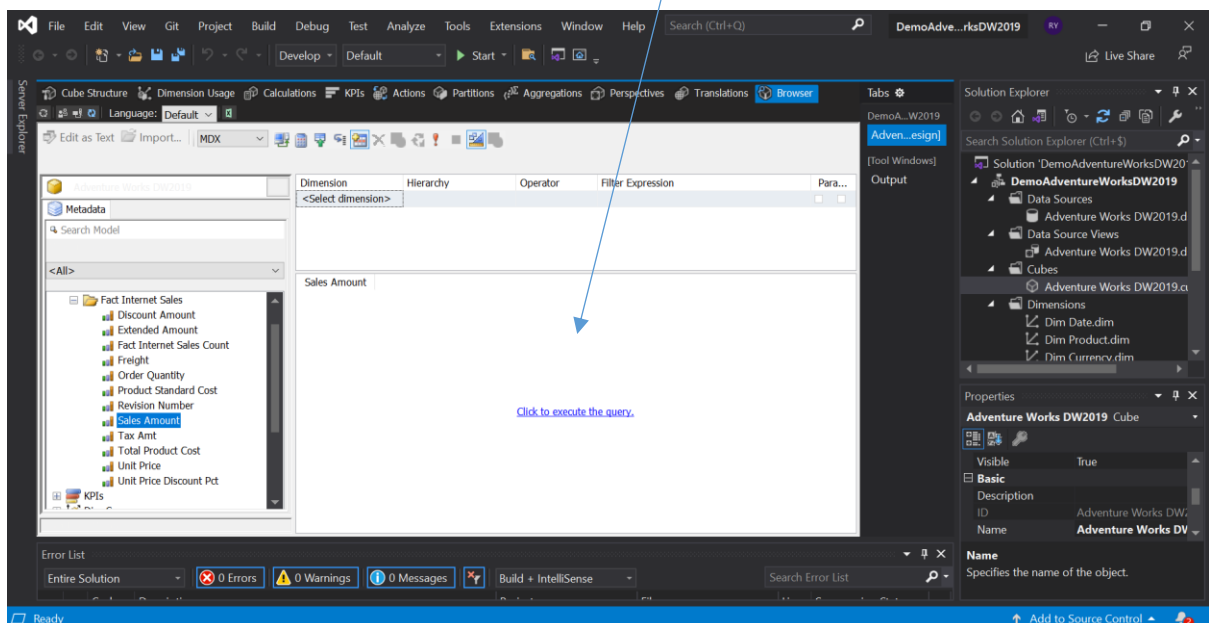 File Edit View Git Project Build Debug Test Analyze Tools Extensions Window Help Search (Ctrl+Q) DemoAdve...rksDW2019 RY
Develop Default Start Live Share
Server Explorer
Cube Structure Dimension Usage Calculations KPIs Actions Partitions Aggregations Perspectives Translations Browser
Language: Default
Edit as Text Import... MDX
Adventure Works DW2019
Metadata
Search Model
<All>
Fact Internet Sales
Discount Amount
Extended Amount
Fact Internet Sales Count
Freight
Order Quantity
Product Standard Cost
Revision Number
Sales Amount
Tax Amt
Total Product Cost
Unit Price
Unit Price Discount Pct
KPIs
Dimension Hierarchy Operator Filter Expression Para...
<Select dimension>
Sales Amount
Click to execute the query.
Tabs
DemoA...W2019
Adven...esign]
[Tool Windows]
Output
Solution Explorer
Search Solution Explorer (Ctrl+$)
Solution 'DemoAdventureWorksDW20
DemoAdventureWorksDW2019
Data Sources
Adventure Works DW2019.d
Data Source Views
Adventure Works DW2019.d
Cubes
Adventure Works DW2019.cu
Dimensions
Dim Date.dim
Dim Product.dim
Dim Currency.dim
Properties
Adventure Works DW2019 Cube
Visible True
Basic
Description
ID Adventure Works DW
Name Adventure Works DW
Name
Specifies the name of the object.
Error List
Entire Solution 0 Errors 0 Warnings 0 Messages Build + IntelliSense Search Error List
Ready Add to Source Control 2